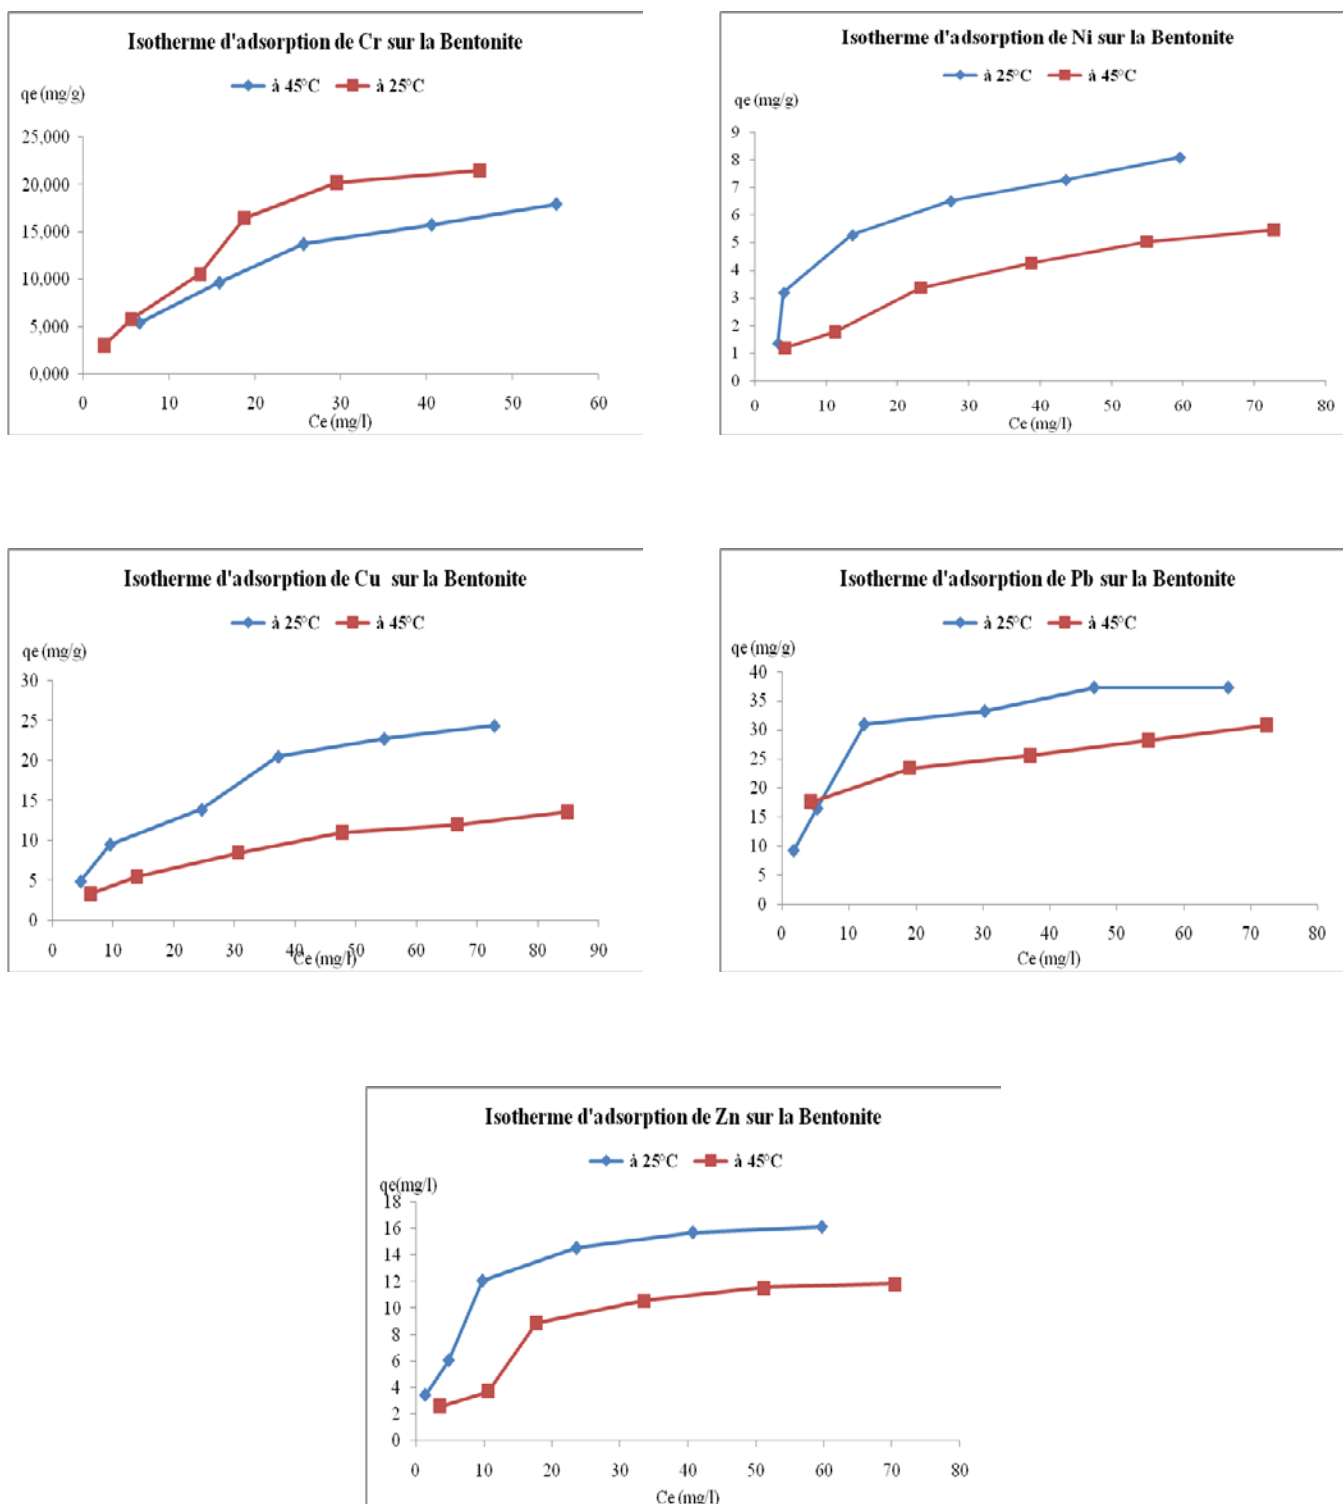 Isotherme d'adsorption de Cr sur la Bentonite
à 45°C à 25°C
qe (mg/g)
25,000
20,000
15,000
10,000
5,000
0,000
0 10 20 30 40 50 60
Ce (mg/l)
Isotherme d'adsorption de Ni sur la Bentonite
à 25°C à 45°C
qe (mg/g)
9
8
7
6
5
4
3
2
1
0
0 10 20 30 40 50 60 70 80
Ce (mg/l)
Isotherme d'adsorption de Cu sur la Bentonite
à 25°C à 45°C
qe (mg/g)
30
25
20
15
10
5
0
0 10 20 30 40 50 60 70 80 90
Ce (mg/l)
Isotherme d'adsorption de Pb sur la Bentonite
à 25°C à 45°C
qe (mg/g)
40
35
30
25
20
15
10
5
0
0 10 20 30 40 50 60 70 80
Ce (mg/l)
Isotherme d'adsorption de Zn sur la Bentonite
à 25°C à 45°C
qe(mg/l)
18
16
14
12
10
8
6
4
2
0
0 10 20 30 40 50 60 70 80
Ce (mg/l)